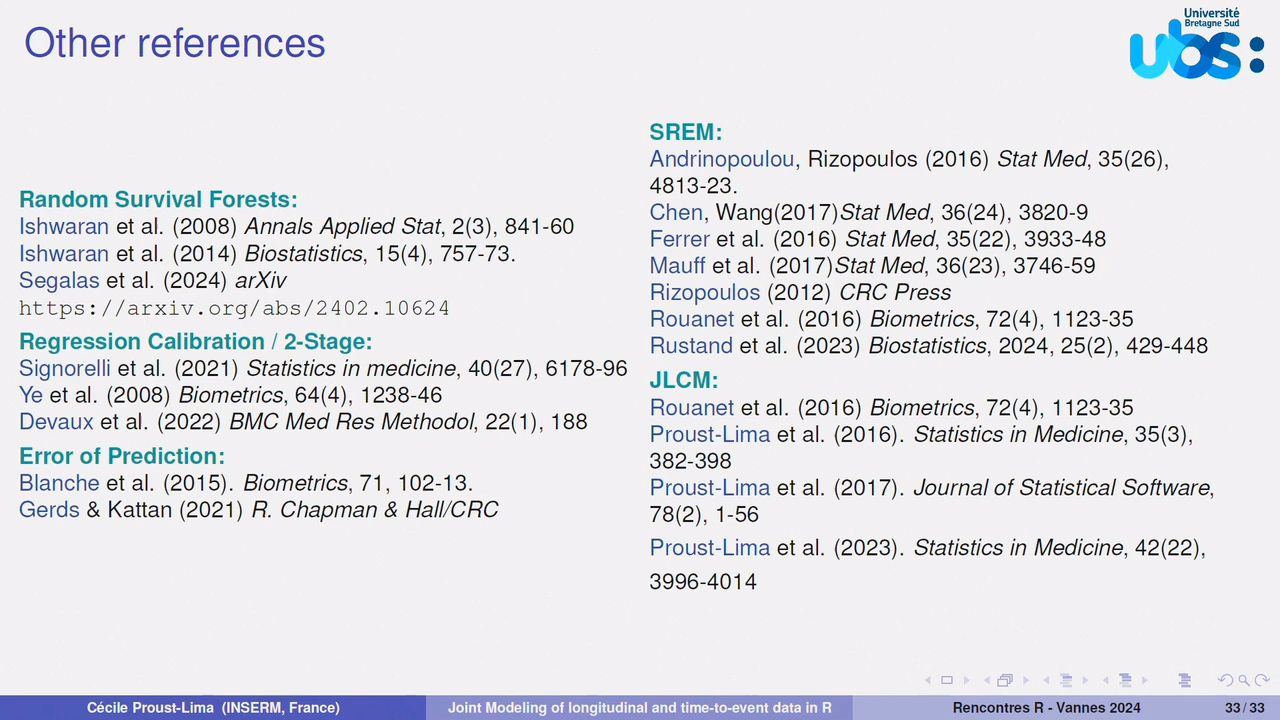 Other references
Université
Bretagne Sud
ubs:
Random Survival Forests:
Ishwaran et al. (2008) Annals Applied Stat, 2(3), 841-60
Ishwaran et al. (2014) Biostatistics, 15(4), 757-73.
Segalas et al. (2024) arXiv
https://arxiv.org/abs/2402.10624
Regression Calibration / 2-Stage:
Signorelli et al. (2021) Statistics in medicine, 40(27), 6178-96
Ye et al. (2008) Biometrics, 64(4), 1238-46
Devaux et al. (2022) BMC Med Res Methodol, 22(1), 188
Error of Prediction:
Blanche et al. (2015). Biometrics, 71, 102-13.
Gerds & Kattan (2021) R. Chapman & Hall/CRC
SREM:
Andrinopoulou, Rizopoulos (2016) Stat Med, 35(26),
4813-23.
Chen, Wang(2017)Stat Med, 36(24), 3820-9
Ferrer et al. (2016) Stat Med, 35(22), 3933-48
Mauff et al. (2017)Stat Med, 36(23), 3746-59
Rizopoulos (2012) CRC Press
Rouanet et al. (2016) Biometrics, 72(4), 1123-35
Rustand et al. (2023) Biostatistics, 2024, 25(2), 429-448
JLCM:
Rouanet et al. (2016) Biometrics, 72(4), 1123-35
Proust-Lima et al. (2016). Statistics in Medicine, 35(3),
382-398
Proust-Lima et al. (2017). Journal of Statistical Software,
78(2), 1-56
Proust-Lima et al. (2023). Statistics in Medicine, 42(22),
3996-4014
Cécile Proust-Lima (INSERM, France)
Joint Modeling of longitudinal and time-to-event data in R
Rencontres R - Vannes 2024
33 / 33